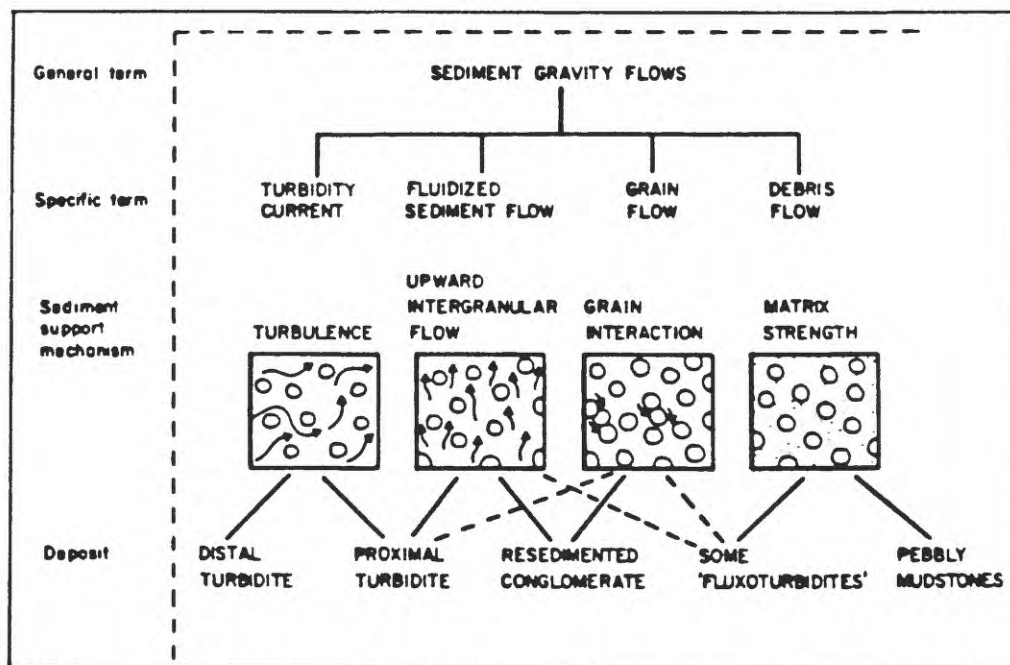 General term
SEDIMENT GRAVITY FLOWS
Specific term
TURBIDITY
CURRENT
FLUIDIZED
SEDIMENT FLOW
GRAIN
FLOW
DEBRIS
FLOW
Sediment
support
mechanism
TURBULENCE
UPWARD
INTERGRANULAR
FLOW
GRAIN
INTERACTION
MATRIX
STRENGTH
Deposit
DISTAL
TURBIDITE
PROXIMAL
TURBIDITE
RESEDIMENTED
CONGLOMERATE
SOME
'FLUXOTURBIDITES'
PEBBLY
MUDSTONES